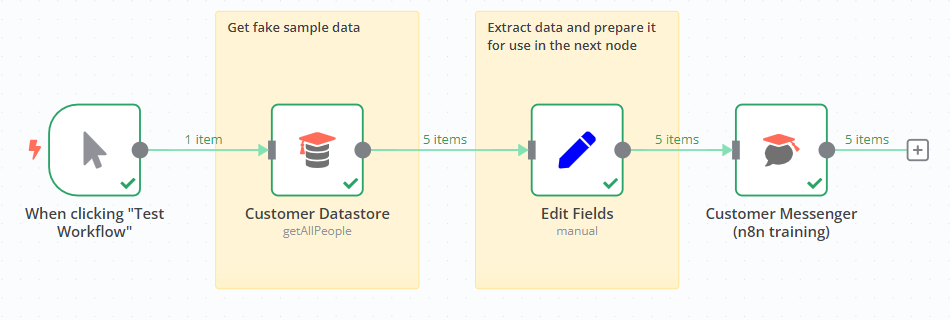 Get fake sample data
Extract data and prepare it
for use in the next node
1 item
5 items
5 items
5 items
When clicking "Test
Workflow"
Customer Datastore
getAllPeople
Edit Fields
manual
Customer Messenger
(n8n training)